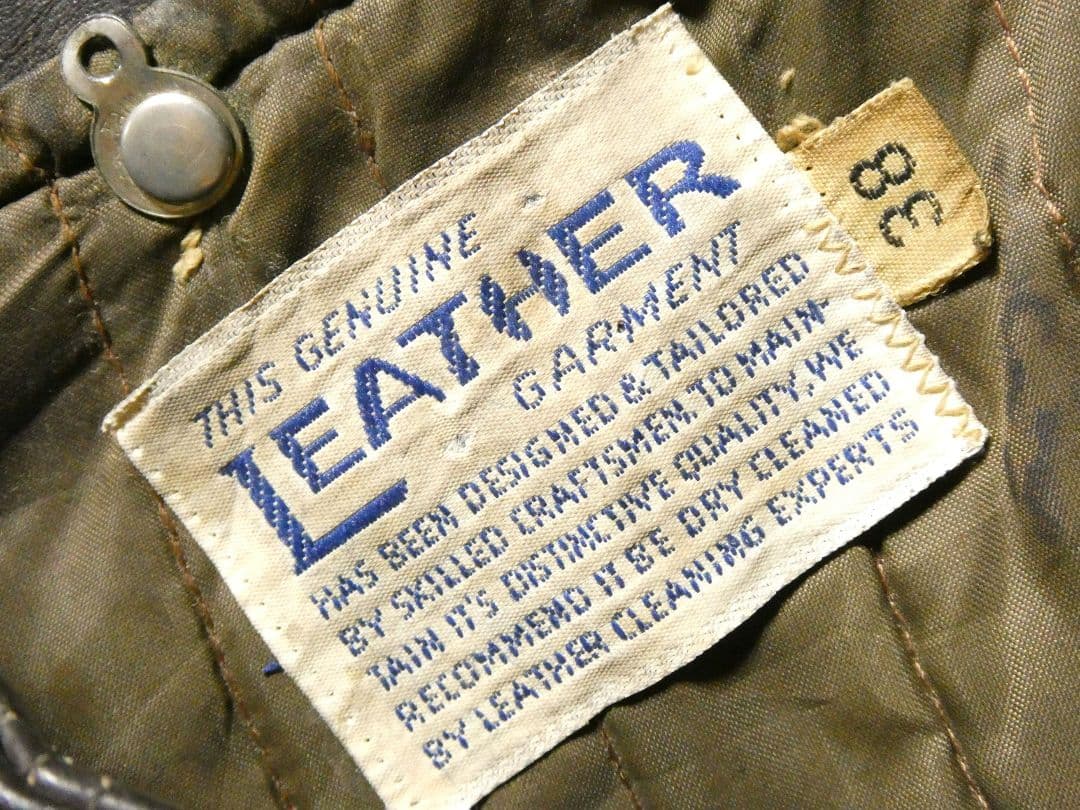 THIS GENUINE
LEATHER
GARMENT
HAS BEEN DESIGNED & TAILORED
BY SKILLED CRAFTSMEN, TO MAIN-
TAIN IT'S DISTINCTIVE QUALITY, WE
RECOMMEND IT BE DRY CLEANED
BY LEATHER CLEANING EXPERTS
38